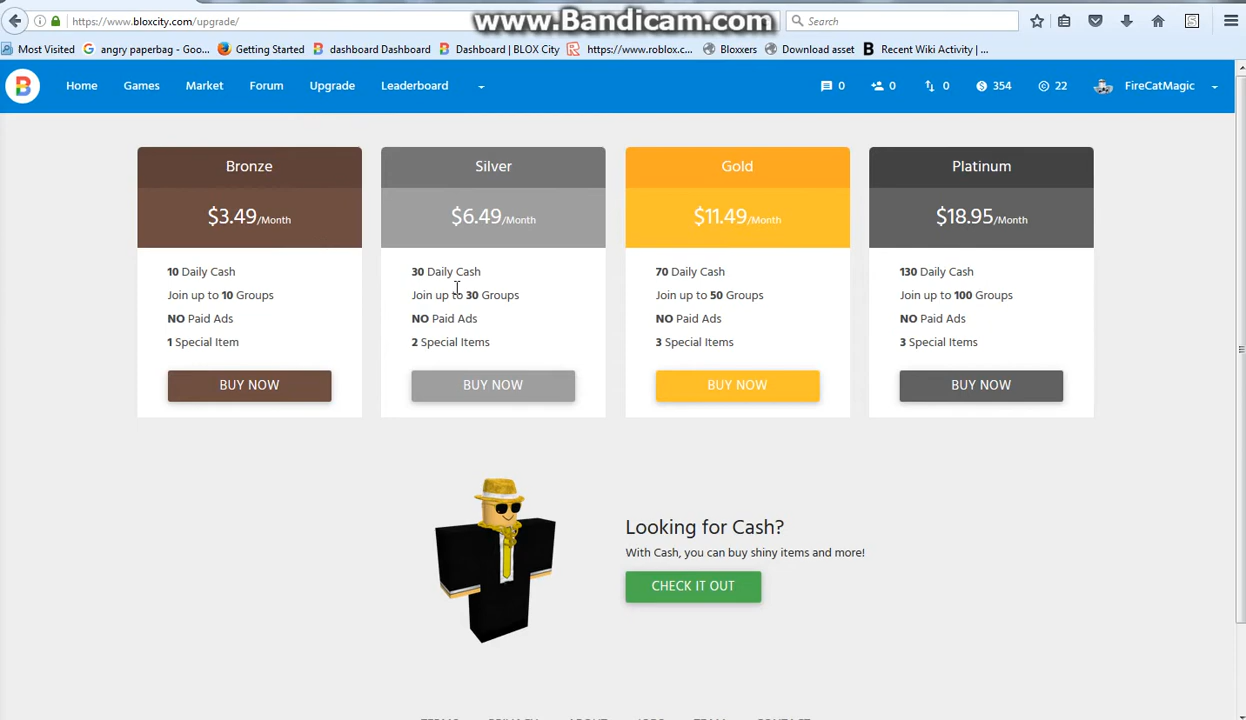 https://www.bloxcity.com/upgrade/
www.Bandicam.com
Search
Most Visited
angry paperbag - Goo...
Getting Started
dashboard Dashboard
Dashboard | BLOX City
https://www.roblox.c...
Bloxxers
Download asset
Recent Wiki Activity | ...
Home Games Market Forum Upgrade Leaderboard
0 0 0 354 22 FireCatMagic
Bronze
$3.49/Month
10 Daily Cash
Join up to 10 Groups
NO Paid Ads
1 Special Item
BUY NOW
Silver
$6.49/Month
30 Daily Cash
Join up to 30 Groups
NO Paid Ads
2 Special Items
BUY NOW
Gold
$11.49/Month
70 Daily Cash
Join up to 50 Groups
NO Paid Ads
3 Special Items
BUY NOW
Platinum
$18.95/Month
130 Daily Cash
Join up to 100 Groups
NO Paid Ads
3 Special Items
BUY NOW
Looking for Cash?
With Cash, you can buy shiny items and more!
CHECK IT OUT